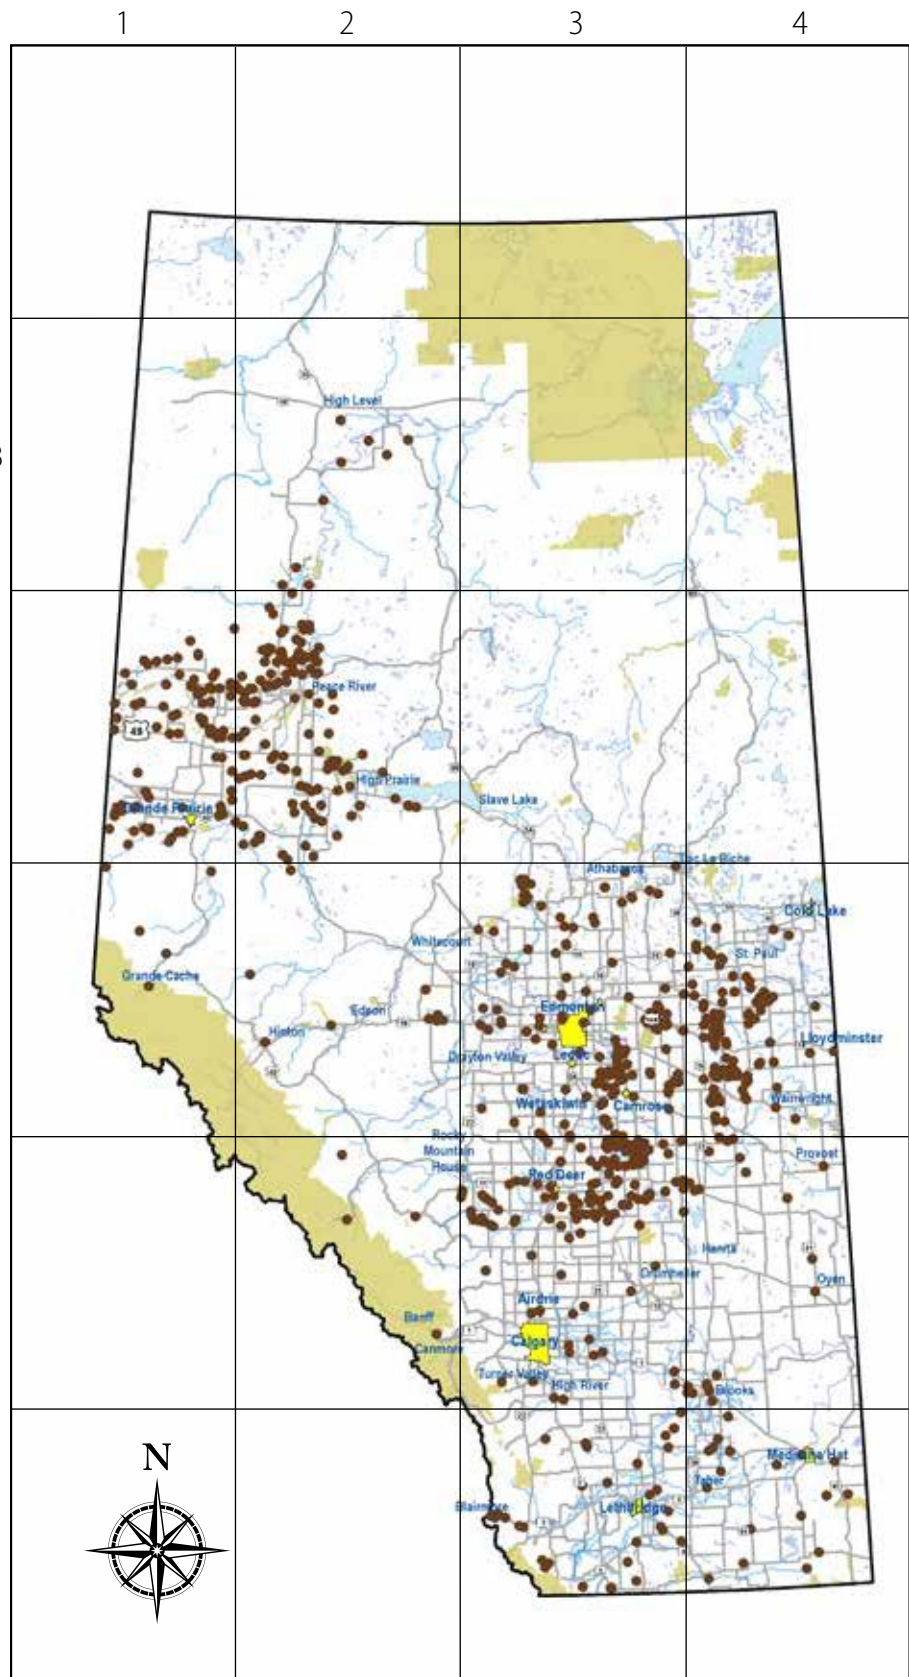 1 2 3 4
High Level
Peace River
49
High Prairie
Grande Prairie
Slave Lake
Lac La Biche
Athabasca
Cold Lake
Whitecourt
St. Paul
Grande Cache
Edson
Edmonton
Hinton
Lloydminster
Drayton Valley
Leduc
Wetaskiwin
Camrose
Wainwright
Rocky
Mountain
House
Provost
Red Deer
Hanna
Drumheller
Oyen
Airdrie
Banff
Calgary
Canmore
Turner Valley
High River
Brooks
N
Medicine Hat
Taber
Blairmore
Lethbridge